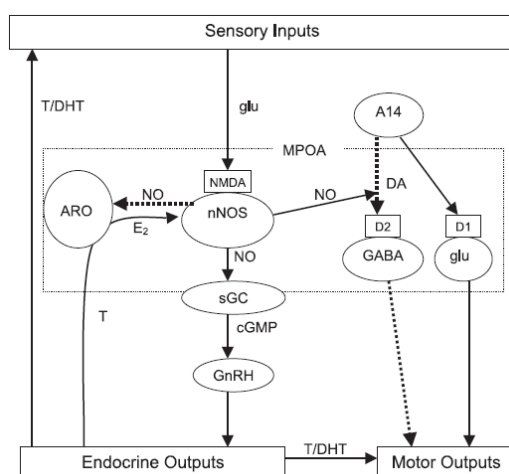 Sensory Inputs
T/DHT
glu
A14
MPOA
NMDA
NO
NO
DA
ARO
nNOS
E2
D2
D1
GABA
glu
NO
sGC
T
cGMP
GnRH
T/DHT
Endocrine Outputs
Motor Outputs